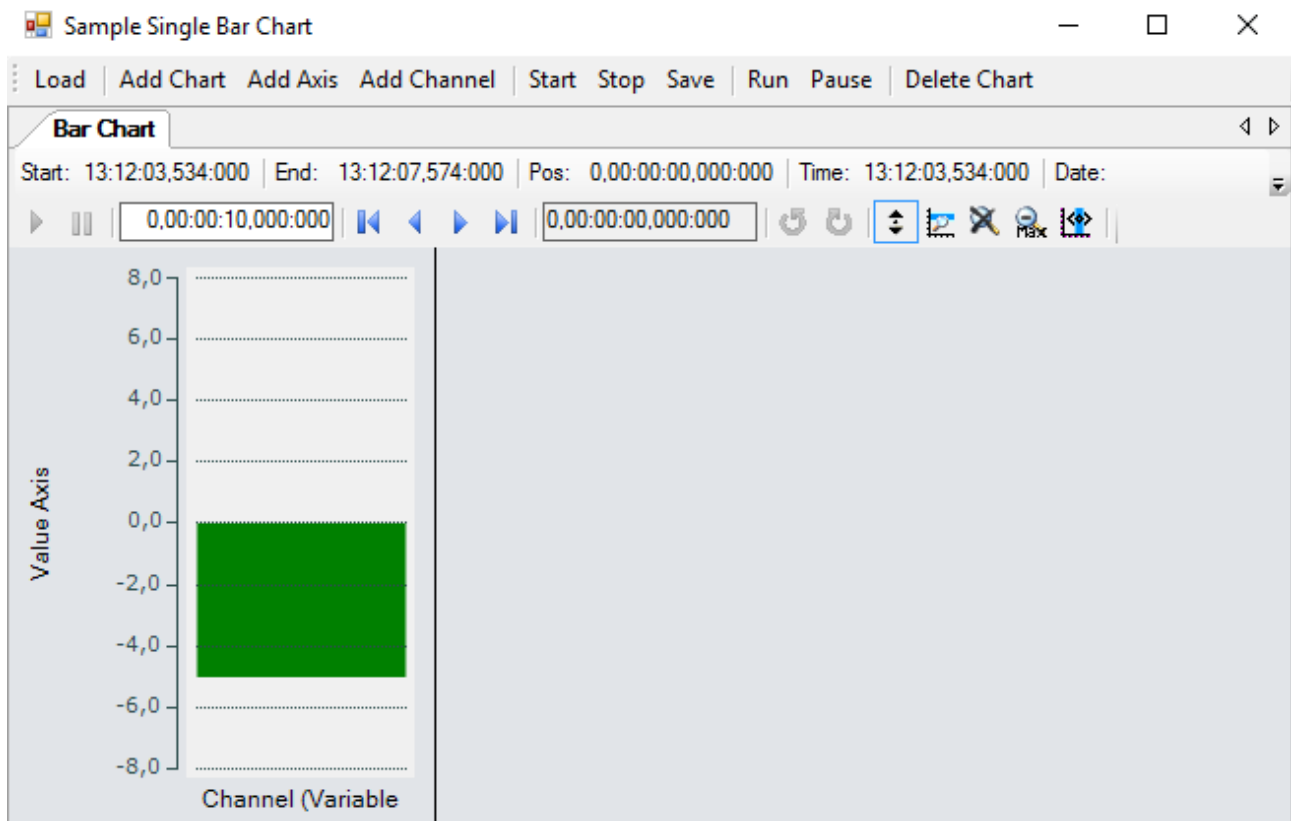 Sample Single Bar Chart
Load Add Chart Add Axis Add Channel Start Stop Save Run Pause Delete Chart
Bar Chart
Start: 13:12:03,534:000 End: 13:12:07,574:000 Pos: 0,00:00:00,000:000 Time: 13:12:03,534:000 Date:
0,00:00:10,000:000 0,00:00:00,000:000 Max
8,0
6,0
4,0
2,0
Value Axis
0,0
-2,0
-4,0
-6,0
-8,0
Channel (Variable